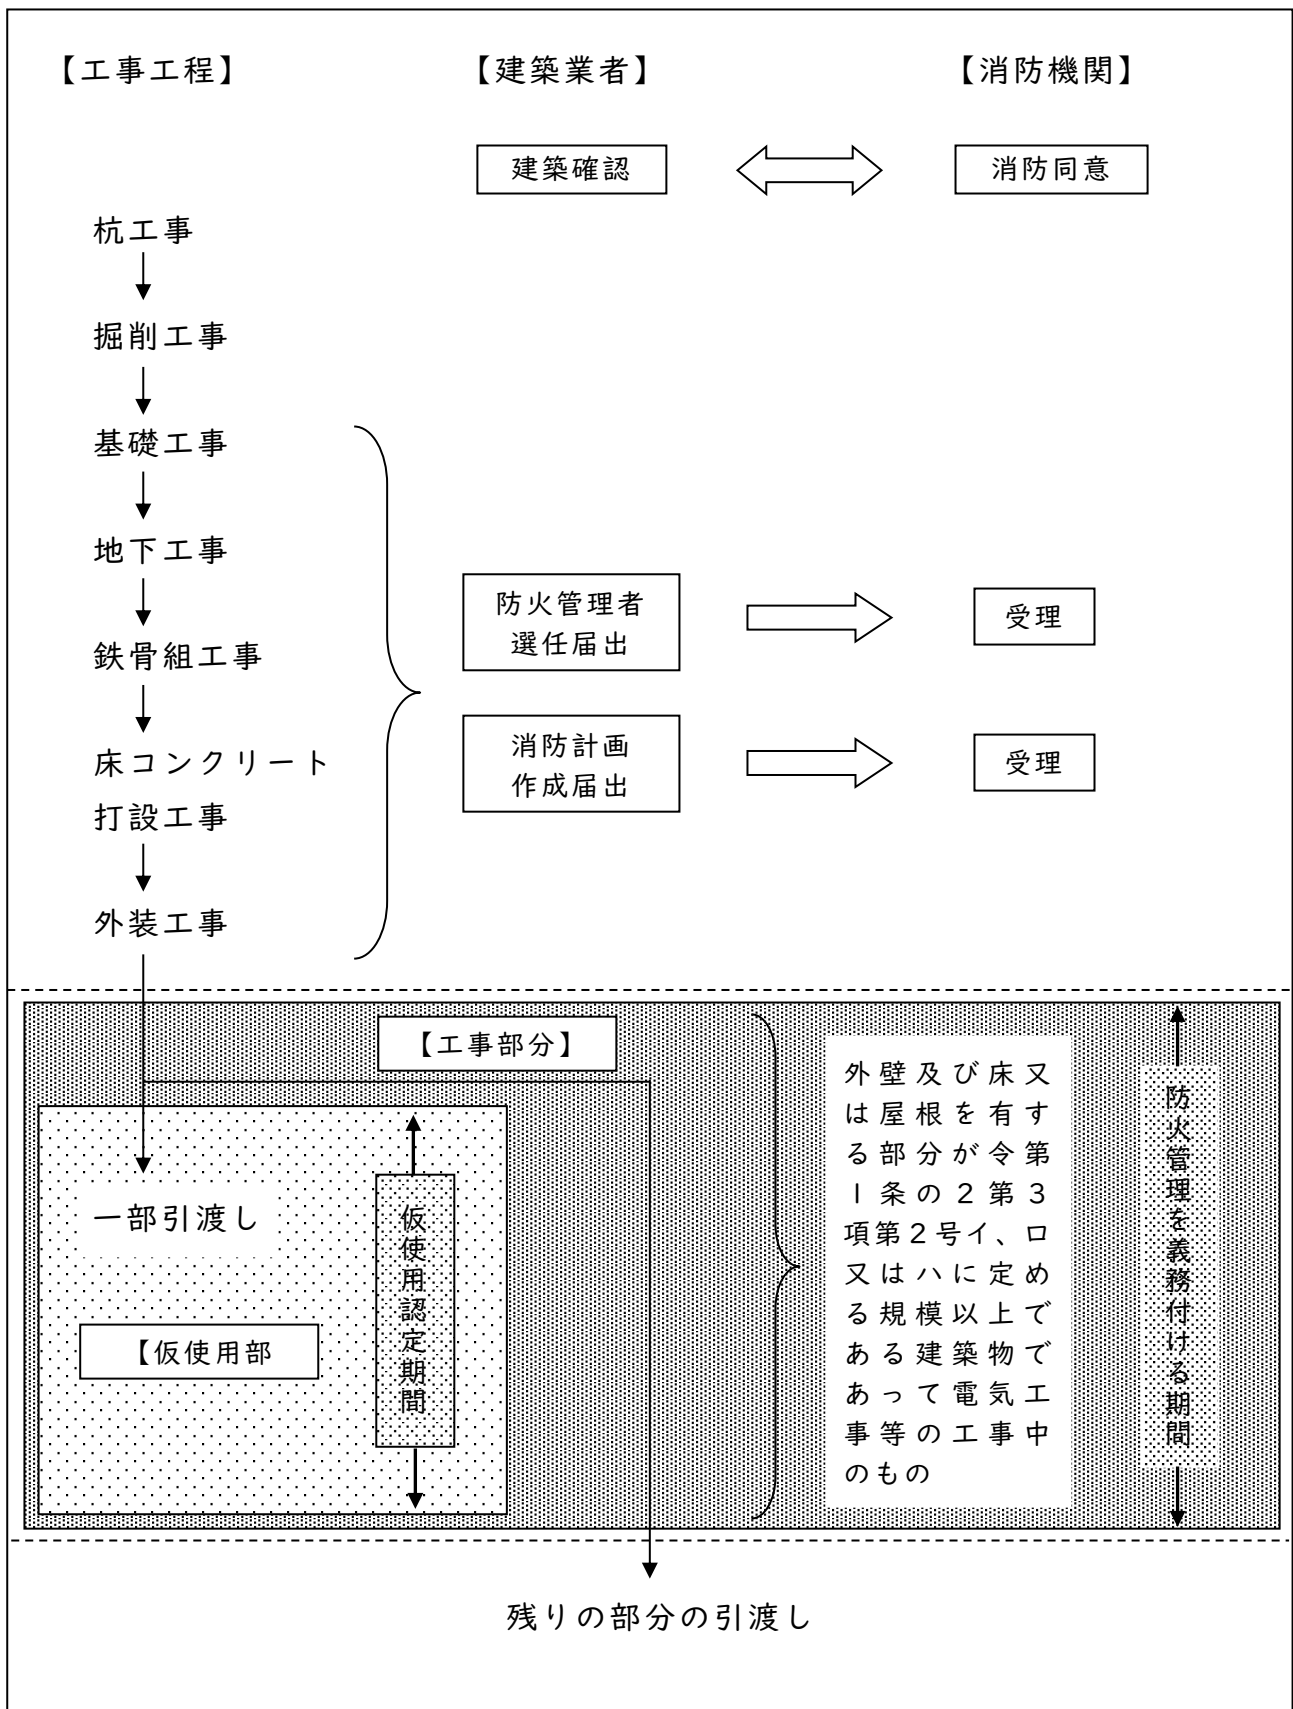 【工事工程】
【建築業者】
【消防機関】
建築確認
消防同意
杭工事
掘削工事
基礎工事
地下工事
鉄骨組工事
床コンクリート
打設工事
外装工事
防火管理者
選任届出
受理
消防計画
作成届出
受理
【工事部分】
一部引渡し
【仮使用部
仮使用認定期間
外壁及び床又
は屋根を有す
る部分が令第
1条の2第3
項第2号イ、ロ
又はハに定め
る規模以上で
ある建築物で
あって電気工
事等の工事中
のもの
防火管理を義務付ける期間
残りの部分の引渡し